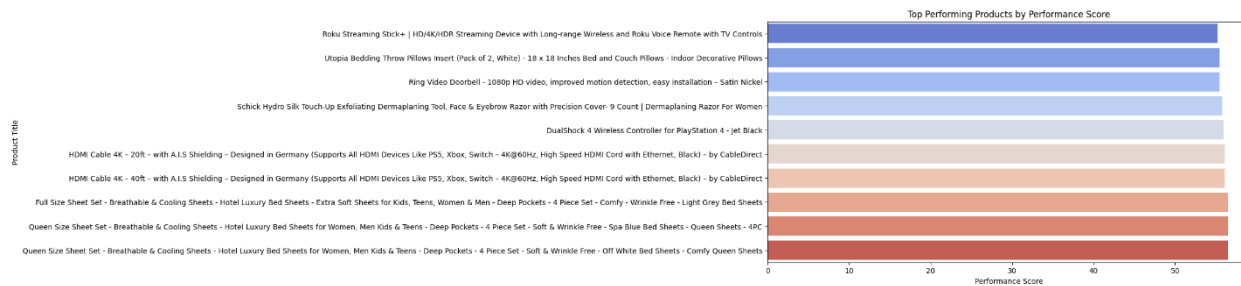 Top Performing Products by Performance Score
Roku Streaming Stick+ | HD/4K/HDR Streaming Device with Long-range Wireless and Roku Voice Remote with TV Controls
Utopia Bedding Throw Pillows Insert (Pack of 2, White) - 18 x 18 Inches Bed and Couch Pillows - Indoor Decorative Pillows
Ring Video Doorbell - 1080p HD video, improved motion detection, easy installation – Satin Nickel
Schick Hydro Silk Touch-Up Exfoliating Dermaplaning Tool, Face & Eyebrow Razor with Precision Cover- 9 Count | Dermaplaning Razor For Women
DualShock 4 Wireless Controller for PlayStation 4 - Jet Black
HDMI Cable 4K – 20ft – with A.I.S Shielding – Designed in Germany (Supports All HDMI Devices Like PS5, Xbox, Switch – 4K@60Hz, High Speed HDMI Cord with Ethernet, Black) – by CableDirect
HDMI Cable 4K – 40ft – with A.I.S Shielding – Designed in Germany (Supports All HDMI Devices Like PS5, Xbox, Switch – 4K@60Hz, High Speed HDMI Cord with Ethernet, Black) – by CableDirect
Full Size Sheet Set - Breathable & Cooling Sheets - Hotel Luxury Bed Sheets - Extra Soft Sheets for Kids, Teens, Women & Men - Deep Pockets - 4 Piece Set - Comfy - Wrinkle Free - Light Grey Bed Sheets
Queen Size Sheet Set - Breathable & Cooling Sheets - Hotel Luxury Bed Sheets for Women, Men Kids & Teens - Deep Pockets - 4 Piece Set - Soft & Wrinkle Free - Spa Blue Bed Sheets - Queen Sheets - 4PC
Queen Size Sheet Set - Breathable & Cooling Sheets - Hotel Luxury Bed Sheets for Women, Men Kids & Teens - Deep Pockets - 4 Piece Set - Soft & Wrinkle Free - Off White Bed Sheets - Comfy Queen Sheets
Product Title
0 10 20 30 40 50
Performance Score